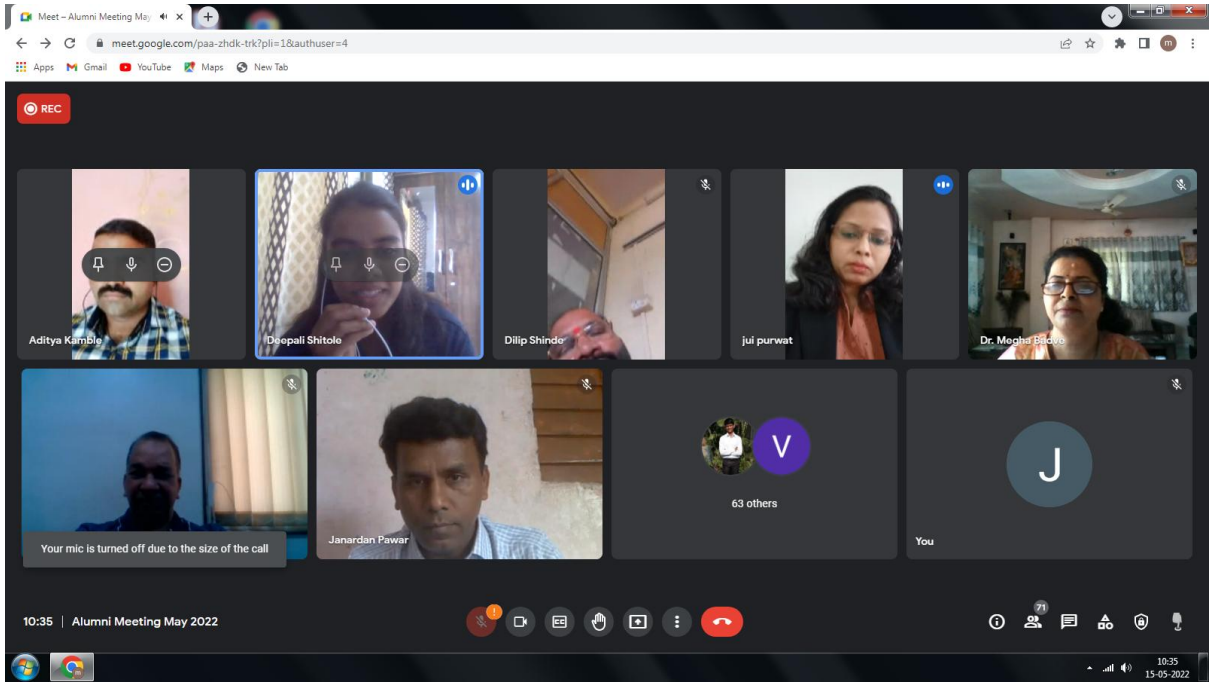 Meet – Alumni Meeting May
meet.google.com/paa-zhdk-trk?pli=1&authuser=4
m
Apps Gmail YouTube Maps New Tab
REC
Aditya Kamble
Deepali Shitole
Dilip Shinde
jui purwat
Dr. Megha Badve
Your mic is turned off due to the size of the call
Janardan Pawar
V
63 others
J
You
10:35 | Alumni Meeting May 2022
CC
71
10:35
15-05-2022